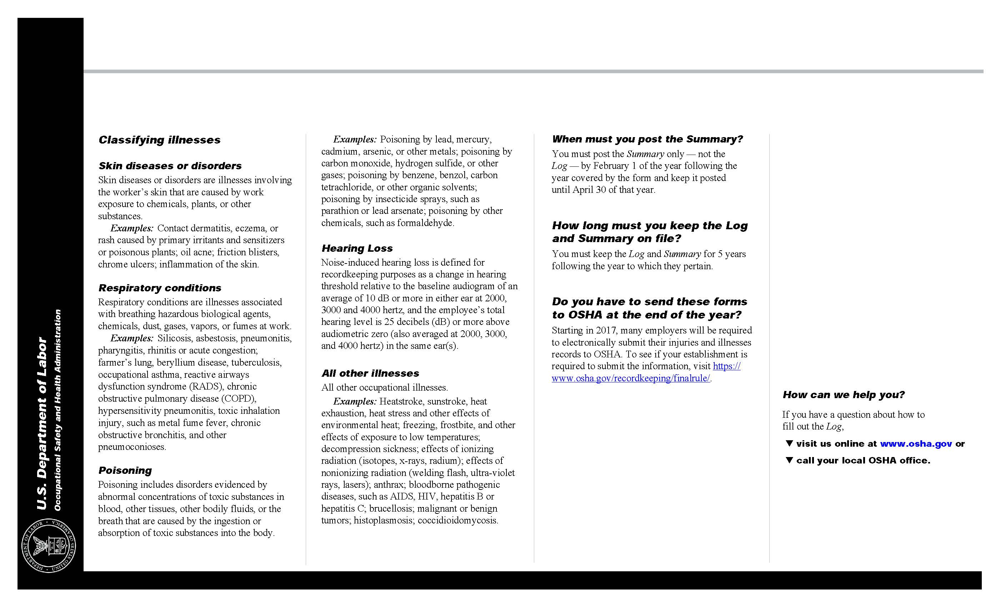 U.S. Department of Labor
Occupational Safety and Health Administration
DEPARTMENT OF LABOR • UNITED STATES OF AMERICA •
Classifying illnesses
Skin diseases or disorders
Skin diseases or disorders are illnesses involving
the worker’s skin that are caused by work
exposure to chemicals, plants, or other
substances.
Examples: Contact dermatitis, eczema, or
rash caused by primary irritants and sensitizers
or poisonous plants; oil acne; friction blisters,
chrome ulcers; inflammation of the skin.
Respiratory conditions
Respiratory conditions are illnesses associated
with breathing hazardous biological agents,
chemicals, dust, gases, vapors, or fumes at work.
Examples: Silicosis, asbestosis, pneumonitis,
pharyngitis, rhinitis or acute congestion;
farmer’s lung, beryllium disease, tuberculosis,
occupational asthma, reactive airways
dysfunction syndrome (RADS), chronic
obstructive pulmonary disease (COPD),
hypersensitivity pneumonitis, toxic inhalation
injury, such as metal fume fever, chronic
obstructive bronchitis, and other
pneumoconioses.
Poisoning
Poisoning includes disorders evidenced by
abnormal concentrations of toxic substances in
blood, other tissues, other bodily fluids, or the
breath that are caused by the ingestion or
absorption of toxic substances into the body.
Examples: Poisoning by lead, mercury,
cadmium, arsenic, or other metals; poisoning by
carbon monoxide, hydrogen sulfide, or other
gases; poisoning by benzene, benzol, carbon
tetrachloride, or other organic solvents;
poisoning by insecticide sprays, such as
parathion or lead arsenate; poisoning by other
chemicals, such as formaldehyde.
Hearing Loss
Noise-induced hearing loss is defined for
recordkeeping purposes as a change in hearing
threshold relative to the baseline audiogram of an
average of 10 dB or more in either ear at 2000,
3000 and 4000 hertz, and the employee’s total
hearing level is 25 decibels (dB) or more above
audiometric zero (also averaged at 2000, 3000,
and 4000 hertz) in the same ear(s).
All other illnesses
All other occupational illnesses.
Examples: Heatstroke, sunstroke, heat
exhaustion, heat stress and other effects of
environmental heat; freezing, frostbite, and other
effects of exposure to low temperatures;
decompression sickness; effects of ionizing
radiation (isotopes, x-rays, radium); effects of
nonionizing radiation (welding flash, ultra-violet
rays, lasers); anthrax; bloodborne pathogenic
diseases, such as AIDS, HIV, hepatitis B or
hepatitis C; brucellosis; malignant or benign
tumors; histoplasmosis; coccidioidomycosis.
When must you post the Summary?
You must post the Summary only — not the
Log — by February 1 of the year following the
year covered by the form and keep it posted
until April 30 of that year.
How long must you keep the Log
and Summary on file?
You must keep the Log and Summary for 5 years
following the year to which they pertain.
Do you have to send these forms
to OSHA at the end of the year?
Starting in 2017, many employers will be required
to electronically submit their injuries and illnesses
records to OSHA. To see if your establishment is
required to submit the information, visit https://
www.osha.gov/recordkeeping/finalrule/.
How can we help you?
If you have a question about how to
fill out the Log,
▼ visit us online at www.osha.gov or
▼ call your local OSHA office.